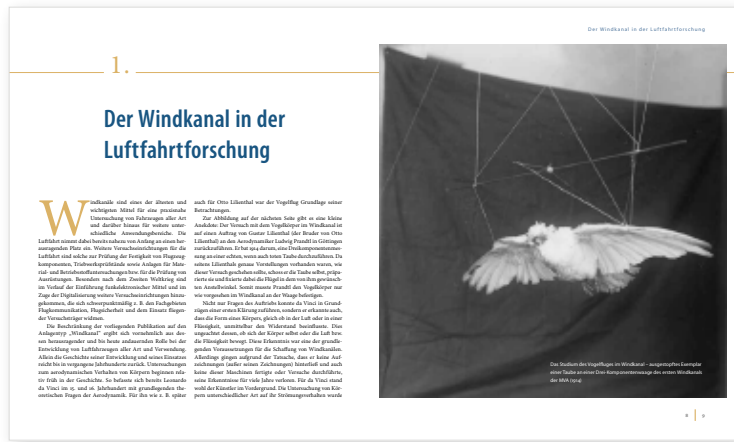 Der Windkanal in der Luftfahrtforschung
1.
Der Windkanal in der
Luftfahrtforschung
Windkanäle sind eines der ältesten und
wichtigsten Mittel für eine praxisnahe
Untersuchung von Fahrzeugen aller Art
und darüber hinaus für weitere unter-
schiedliche Anwendungsbereiche. Die
Luftfahrt nimmt dabei bereits nahezu von Anfang an einen her-
ausragenden Platz ein. Weitere Versuchseinrichtungen für die
Luftfahrt sind solche zur Prüfung der Festigkeit von Flugzeug-
komponenten, Triebwerksprüfstände sowie Anlagen für Mate-
rial- und Betriebsstoffuntersuchungen bzw. für die Prüfung von
Ausrüstungen. Besonders nach dem Zweiten Weltkrieg sind
im Verlauf der Einführung funkelektronischer Mittel und im
Zuge der Digitalisierung weitere Versuchseinrichtungen hinzu-
gekommen, die sich schwerpunktmäßig z. B. den Fachgebieten
Flugkommunikation, Flugsicherheit und dem Einsatz fliegen-
der Versuchsträger widmen.
Die Beschränkung der vorliegenden Publikation auf den
Anlagentyp „Windkanal“ ergibt sich vornehmlich aus des-
sen herausragender und bis heute andauernden Rolle bei der
Entwicklung von Luftfahrzeugen aller Art und Verwendung.
Allein die Geschichte seiner Entwicklung und seines Einsatzes
reicht bis in vergangene Jahrhunderte zurück. Untersuchungen
zum aerodynamischen Verhalten von Körpern beginnen rela-
tiv früh in der Geschichte. So befasste sich bereits Leonardo
da Vinci im 15. und 16. Jahrhundert mit grundlegenden theo-
retischen Fragen der Aerodynamik. Für ihn wie z. B. später
auch für Otto Lilienthal war der Vogelflug Grundlage seiner
Betrachtungen.
Zur Abbildung auf der nächsten Seite gibt es eine kleine
Anekdote: Der Versuch mit dem Vogelkörper im Windkanal ist
auf einen Auftrag von Gustav Lilienthal (der Bruder von Otto
Lilienthal) an den Aerodynamiker Ludwig Prandtl in Göttingen
zurückzuführen. Er bat 1914 darum, eine Dreikomponentenmes-
sung an einer echten, wenn auch toten Taube durchzuführen. Da
seitens Lilienthals genaue Vorstellungen vorhanden waren, wie
dieser Versuch geschehen sollte, schoss er die Taube selbst, präpa-
rierte sie und fixierte dabei die Flügel in dem von ihm gewünsch-
ten Anstellwinkel. Somit musste Prandtl den Vogelkörper nur
wie vorgesehen im Windkanal an der Waage befestigen.
Nicht nur Fragen des Auftriebs konnte da Vinci in Grund-
zügen einer ersten Klärung zuführen, sondern er erkannte auch,
dass die Form eines Körpers, gleich ob in der Luft oder in einer
Flüssigkeit, unmittelbar den Widerstand beeinflusste. Dies
ungeachtet dessen, ob sich der Körper selbst oder die Luft bzw.
die Flüssigkeit bewegt. Diese Erkenntnis war eine der grundle-
genden Voraussetzungen für die Schaffung von Windkanälen.
Allerdings gingen aufgrund der Tatsache, dass er keine Auf-
zeichnungen (außer seinen Zeichnungen) hinterließ und auch
keine dieser Maschinen fertigte oder Versuche durchführte,
seine Erkenntnisse für viele Jahre verloren. Für da Vinci stand
wohl der Künstler im Vordergrund. Die Untersuchung von Kör-
pern unterschiedlicher Art auf ihr Strömungsverhalten wurde
Das Studium des Vogelfluges im Windkanal – ausgestopftes Exemplar
einer Taube an einer Drei-Komponentenwaage des ersten Windkanals
der MVA (1914)
8 | 9